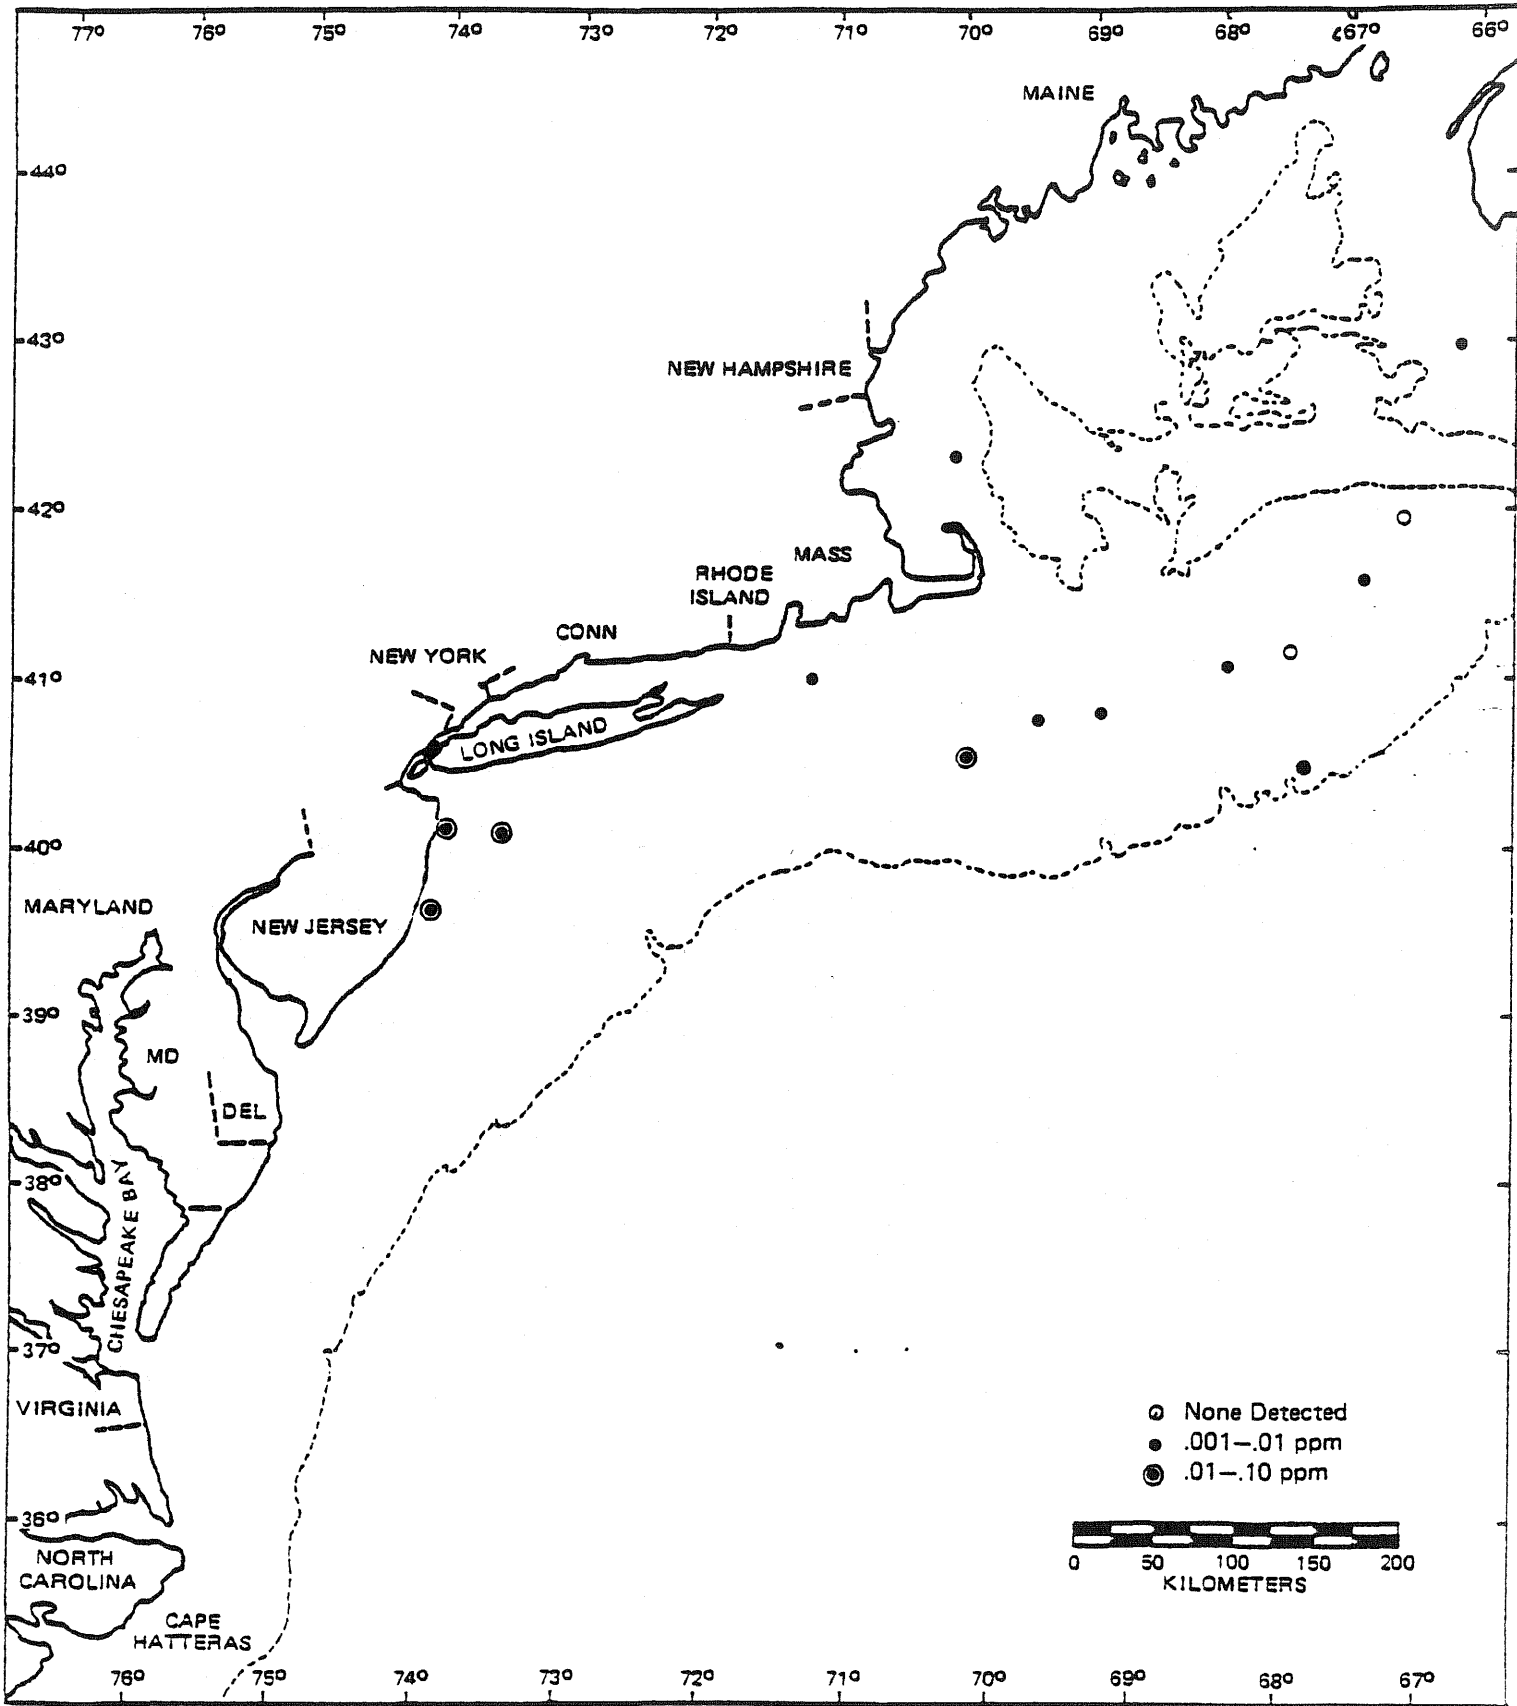 77° 76° 75° 74° 73° 72° 71° 70° 69° 68° 67° 66°
MAINE
44°
43°
NEW HAMPSHIRE
42°
MASS
RHODE
ISLAND
CONN
NEW YORK
41°
LONG ISLAND
40°
MARYLAND
NEW JERSEY
39°
MD
DEL
38°
CHESAPEAKE BAY
37°
VIRGINIA
None Detected
.001–.01 ppm
.01–.10 ppm
36°
0 50 100 150 200
KILOMETERS
NORTH
CAROLINA
CAPE
HATTERAS
76° 75° 74° 73° 72° 71° 70° 69° 68° 67°